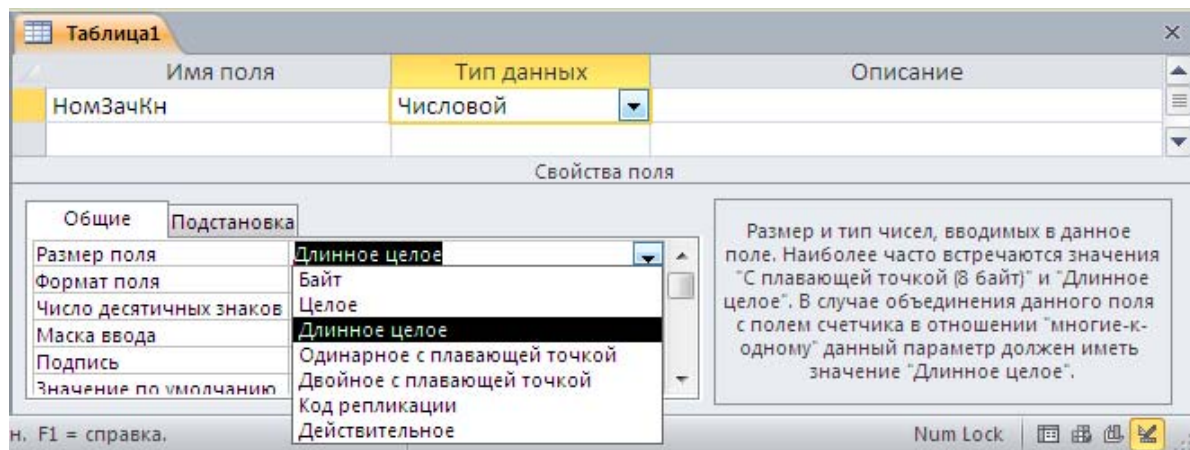 Таблица1
Имя поля Тип данных Описание
НомЗачКн Числовой
Свойства поля
Общие Подстановка
Размер поля Длинное целое
Формат поля
Число десятичных знаков
Маска ввода
Подпись
Значение по умолчанию
Байт
Целое
Длинное целое
Одинарное с плавающей точкой
Двойное с плавающей точкой
Код репликации
Действительное
Размер и тип чисел, вводимых в данное
поле. Наиболее часто встречаются значения
"С плавающей точкой (8 байт)" и "Длинное
целое". В случае объединения данного поля
с полем счетчика в отношении "многие-к-
одному" данный параметр должен иметь
значение "Длинное целое".
н. F1 = справка. Num Lock